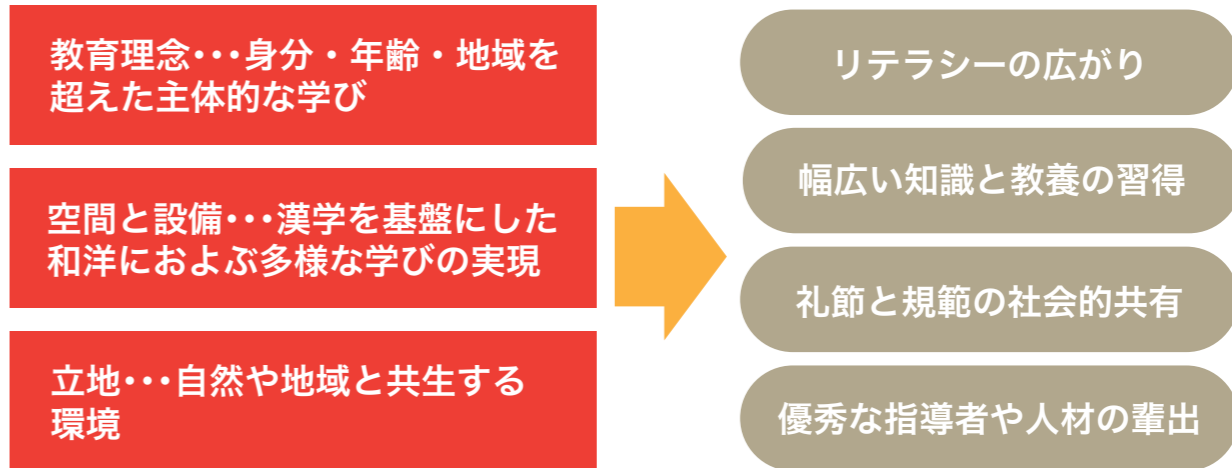 教育理念･･･身分・年齢・地域を
超えた主体的な学び
空間と設備･･･漢学を基盤にした
和洋におよぶ多様な学びの実現
立地･･･自然や地域と共生する
環境
リテラシーの広がり
幅広い知識と教養の習得
礼節と規範の社会的共有
優秀な指導者や人材の輩出